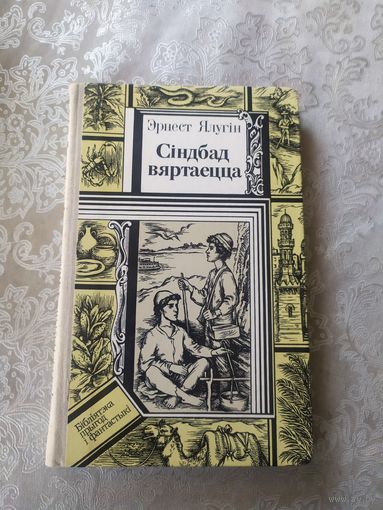 Эрнест Ялугін
Сіндбад
вяртаецца
Бібліятэка
прыгод
і фантастыкі